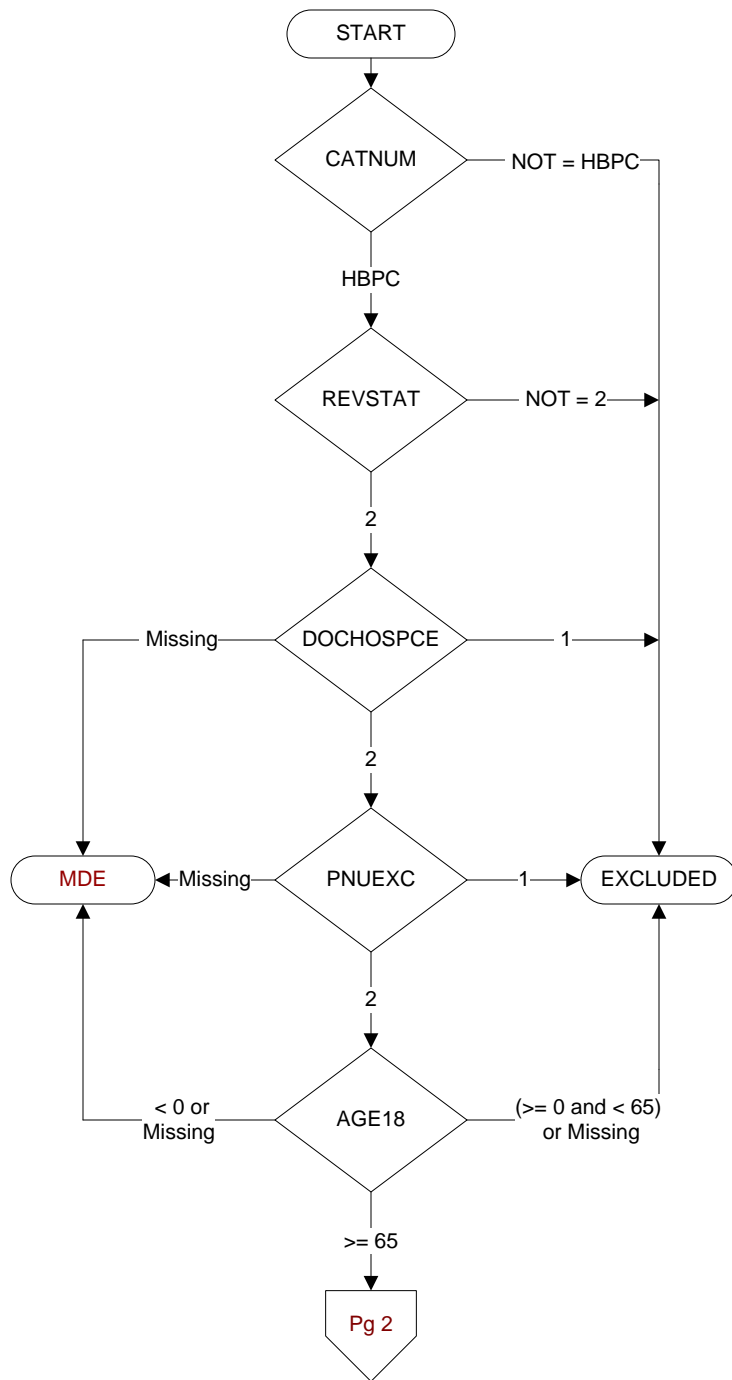 START
CATNUM
NOT = HBPC
HBPC
REVSTAT
NOT = 2
2
Missing
DOCHOSPCE
1
2
MDE
Missing
PNUEXC
1
EXCLUDED
2
< 0 or
Missing
AGE18
(>= 0 and < 65)
or Missing
>= 65
Pg 2